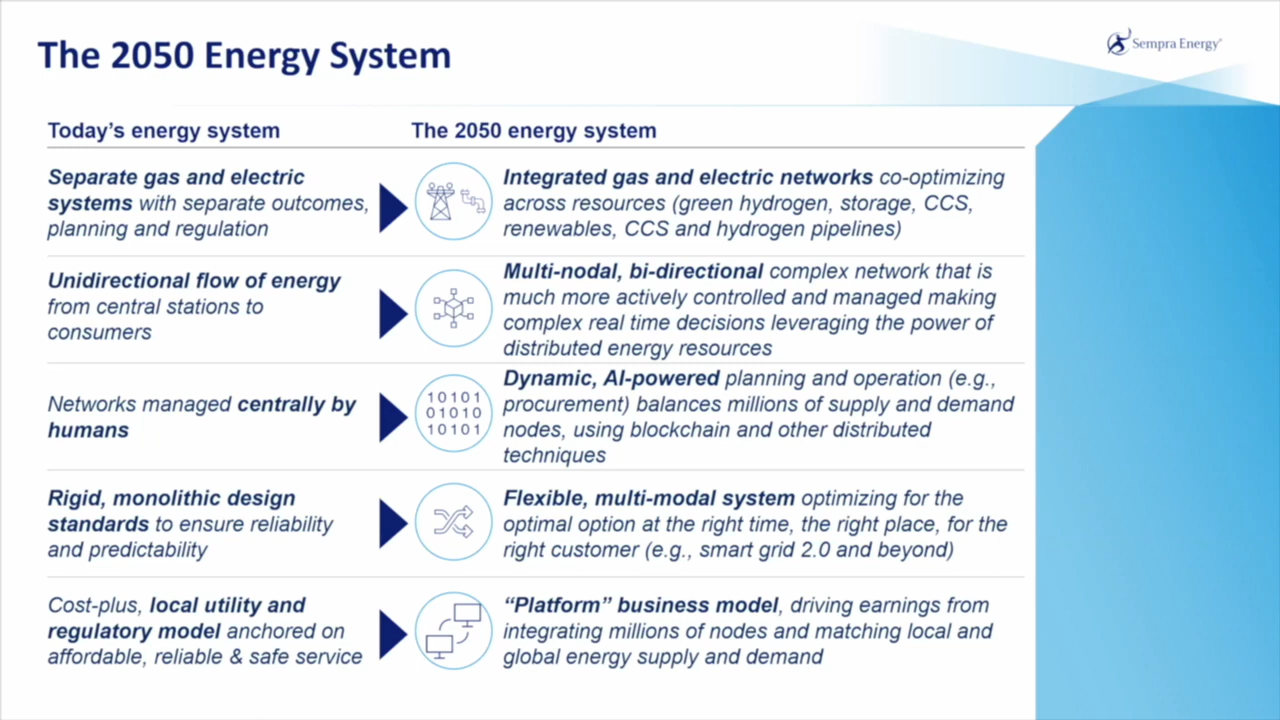 The 2050 Energy System
Sempra Energy®
Today's energy system
The 2050 energy system
Separate gas and electric
systems with separate outcomes,
planning and regulation
Integrated gas and electric networks co-optimizing
across resources (green hydrogen, storage, CCS,
renewables, CCS and hydrogen pipelines)
Unidirectional flow of energy
from central stations to
consumers
Multi-nodal, bi-directional complex network that is
much more actively controlled and managed making
complex real time decisions leveraging the power of
distributed energy resources
Networks managed centrally by
humans
10101
01010
10101
Dynamic, AI-powered planning and operation (e.g.,
procurement) balances millions of supply and demand
nodes, using blockchain and other distributed
techniques
Rigid, monolithic design
standards to ensure reliability
and predictability
Flexible, multi-modal system optimizing for the
optimal option at the right time, the right place, for the
right customer (e.g., smart grid 2.0 and beyond)
Cost-plus, local utility and
regulatory model anchored on
affordable, reliable & safe service
“Platform” business model, driving earnings from
integrating millions of nodes and matching local and
global energy supply and demand